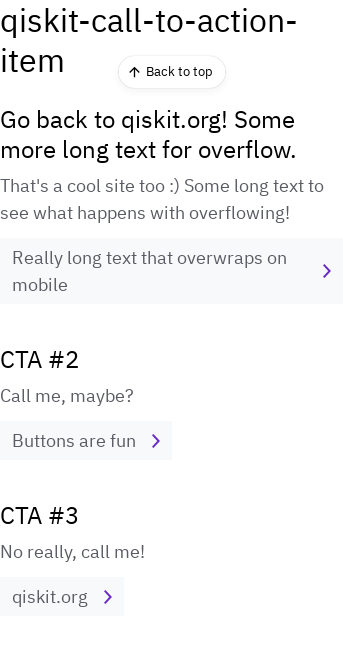 qiskit-call-to-action-
item
Back to top
Go back to qiskit.org! Some
more long text for overflow.
That's a cool site too :) Some long text to
see what happens with overflowing!
Really long text that overwraps on
mobile
CTA #2
Call me, maybe?
Buttons are fun
CTA #3
No really, call me!
qiskit.org